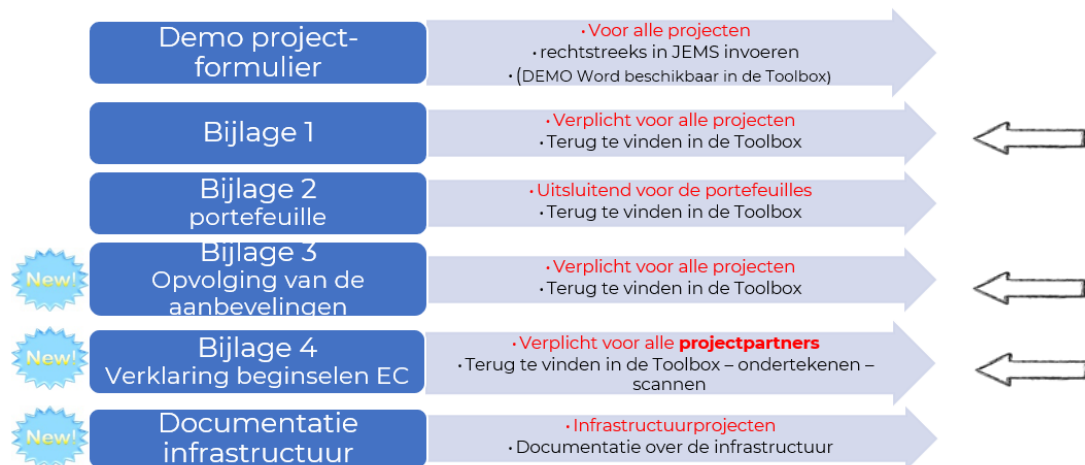 Demo project-
formulier
• Voor alle projecten
• rechtstreeks in JEMS invoeren
• (DEMO Word beschikbaar in de Toolbox)
Bijlage 1
• Verplicht voor alle projecten
• Terug te vinden in de Toolbox
Bijlage 2
portefeuille
• Uitsluitend voor de portefeuilles
• Terug te vinden in de Toolbox
New!
Bijlage 3
Opvolging van de
aanbevelingen
• Verplicht voor alle projecten
• Terug te vinden in de Toolbox
New!
Bijlage 4
Verklaring beginselen EC
• Verplicht voor alle projectpartners
• Terug te vinden in de Toolbox – ondertekenen –
scannen
New!
Documentatie
infrastructuur
• Infrastructuurprojecten
• Documentatie over de infrastructuur